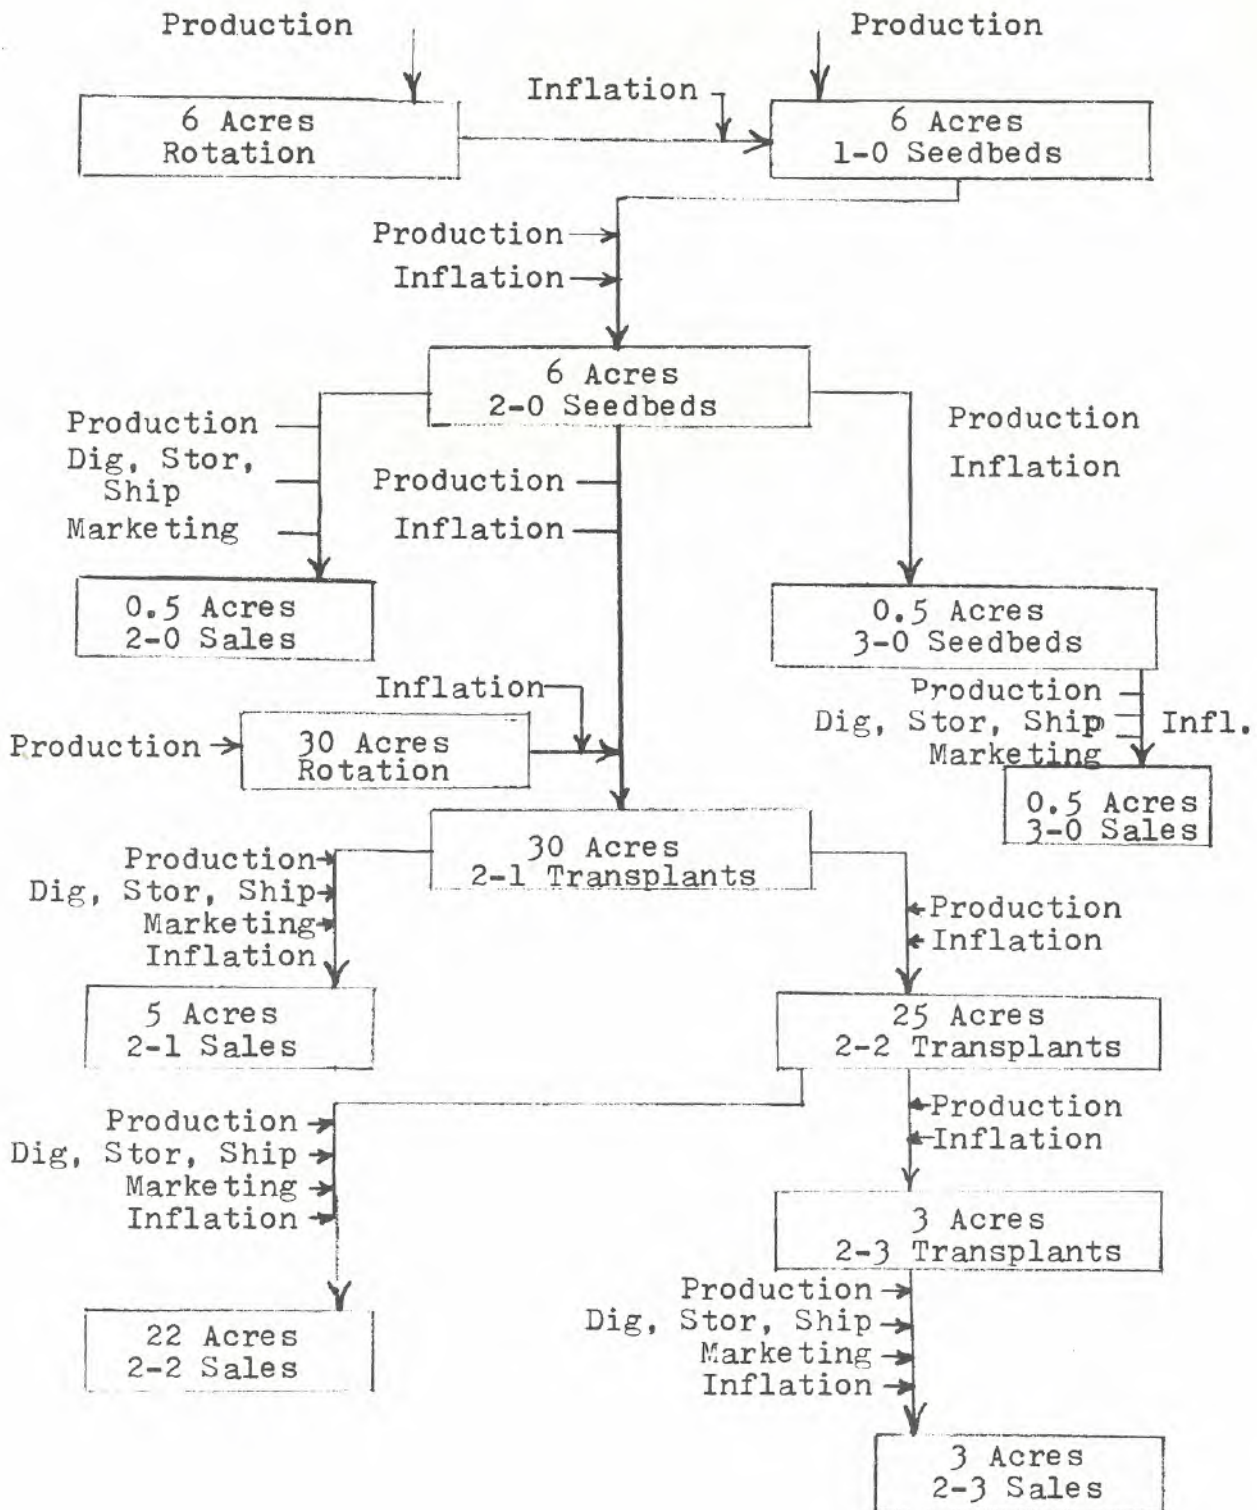 Production
Production
Inflation
6 Acres
Rotation
6 Acres
1-0 Seedbeds
Production
Inflation
6 Acres
2-0 Seedbeds
Production
Dig, Stor,
Ship
Marketing
Production
Inflation
Production
Inflation
0.5 Acres
2-0 Sales
0.5 Acres
3-0 Seedbeds
Inflation
Production
30 Acres
Rotation
Production
Dig, Stor, Ship
Marketing
Infl.
0.5 Acres
3-0 Sales
30 Acres
2-1 Transplants
Production
Dig, Stor, Ship
Marketing
Inflation
Production
Inflation
5 Acres
2-1 Sales
25 Acres
2-2 Transplants
Production
Dig, Stor, Ship
Marketing
Inflation
Production
Inflation
3 Acres
2-3 Transplants
22 Acres
2-2 Sales
Production
Dig, Stor, Ship
Marketing
Inflation
3 Acres
2-3 Sales